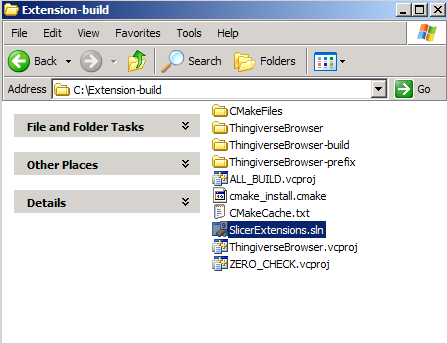 Extension-build
File Edit View Favorites Tools Help
Back Search Folders
Address C:\Extension-build Go
File and Folder Tasks
Other Places
Details
CMakeFiles
ThingiverseBrowser
ThingiverseBrowser-build
ThingiverseBrowser-prefix
ALL_BUILD.vcproj
cmake_install.cmake
CMakeCache.txt
SlicerExtensions.sln
ThingiverseBrowser.vcproj
ZERO_CHECK.vcproj